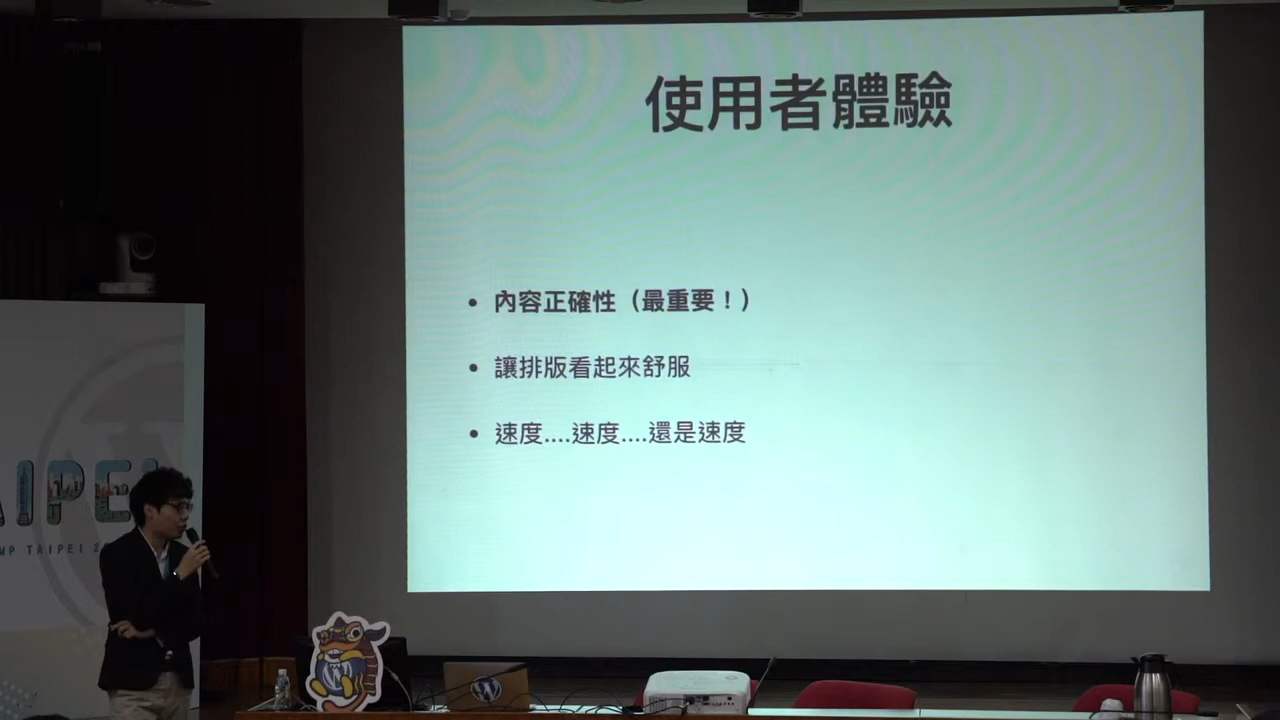 使用者體驗
• 內容正確性（最重要！）
• 讓排版看起來舒服
• 速度....速度....還是速度
AIPEI
MP TAIPEI 2